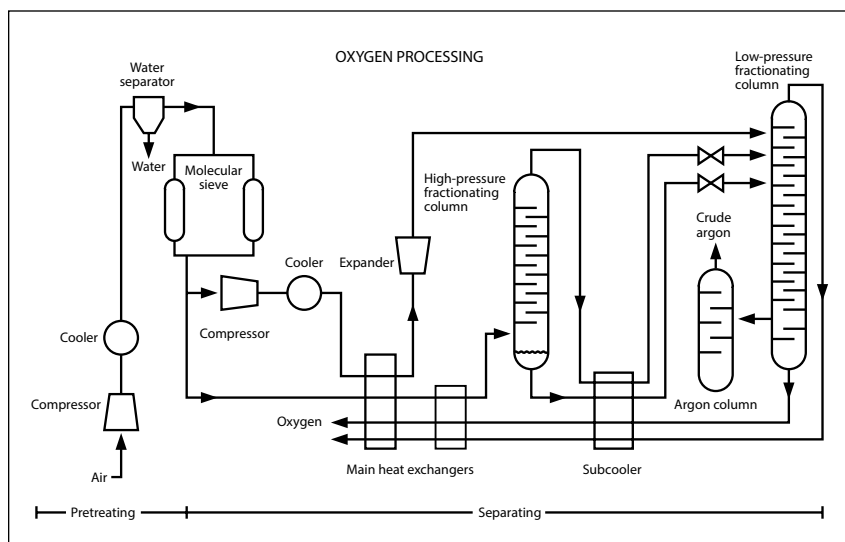 OXYGEN PROCESSING
Low-pressure
fractionating
column
Water
separator
Water
Molecular
sieve
High-pressure
fractionating
column
Crude
argon
Cooler
Expander
Cooler
Compressor
Compressor
Argon column
Oxygen
Air
Main heat exchangers
Subcooler
Pretreating
Separating